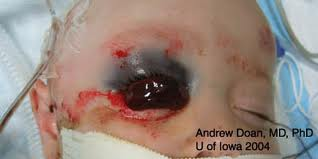 Andrew Doan, MD, PhD
U of Iowa 2004